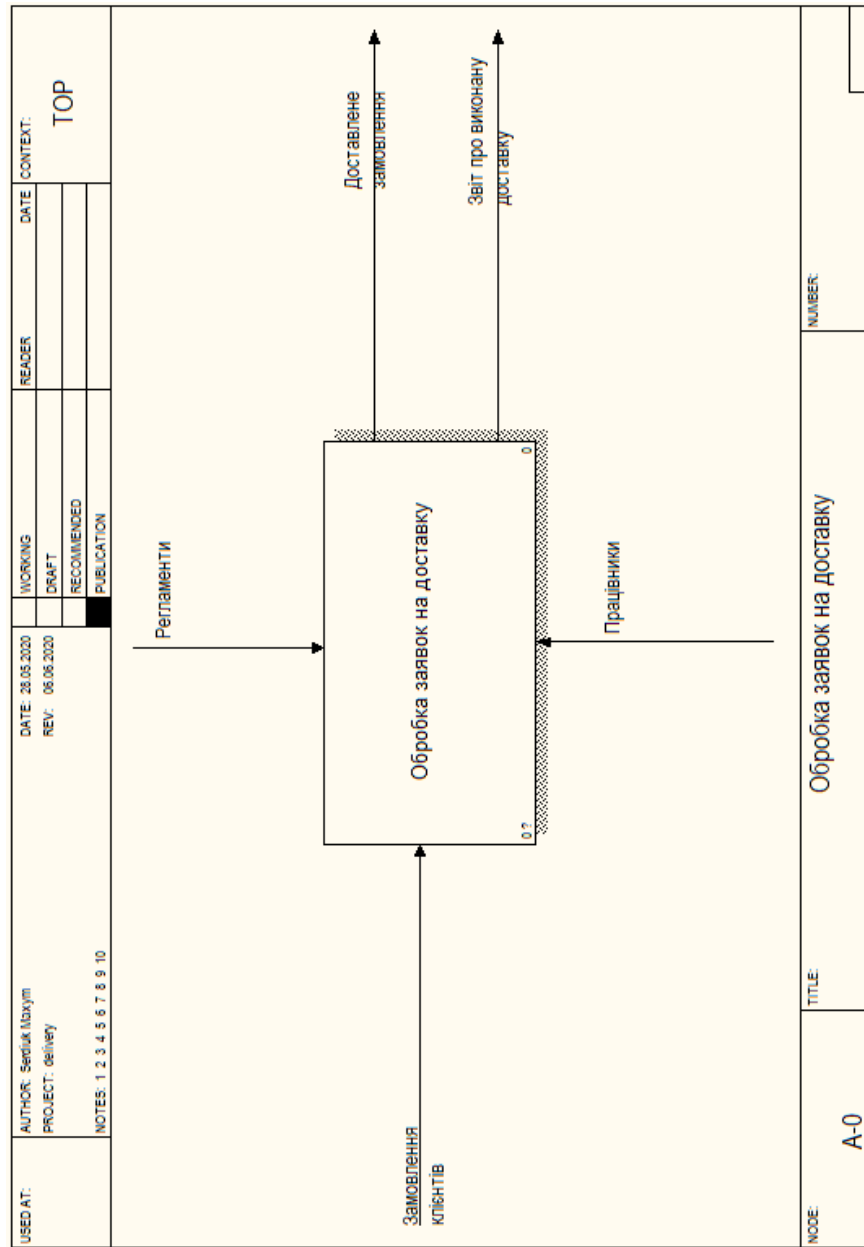 USED AT:
AUTHOR: Serdiuk Maxym
DATE: 28.05.2020
PROJECT: delivery
REV: 06.06.2020
NOTES: 1 2 3 4 5 6 7 8 9 10
WORKING
DRAFT
RECOMMENDED
PUBLICATION
READER
DATE
CONTEXT:
TOP
Регламенти
Замовлення
клієнтів
Обробка заявок на доставку
0 ?
0
Доставлене
замовлення
Звіт про виконану
доставку
Працівники
NODE:
A-0
TITLE:
Обробка заявок на доставку
NUMBER: